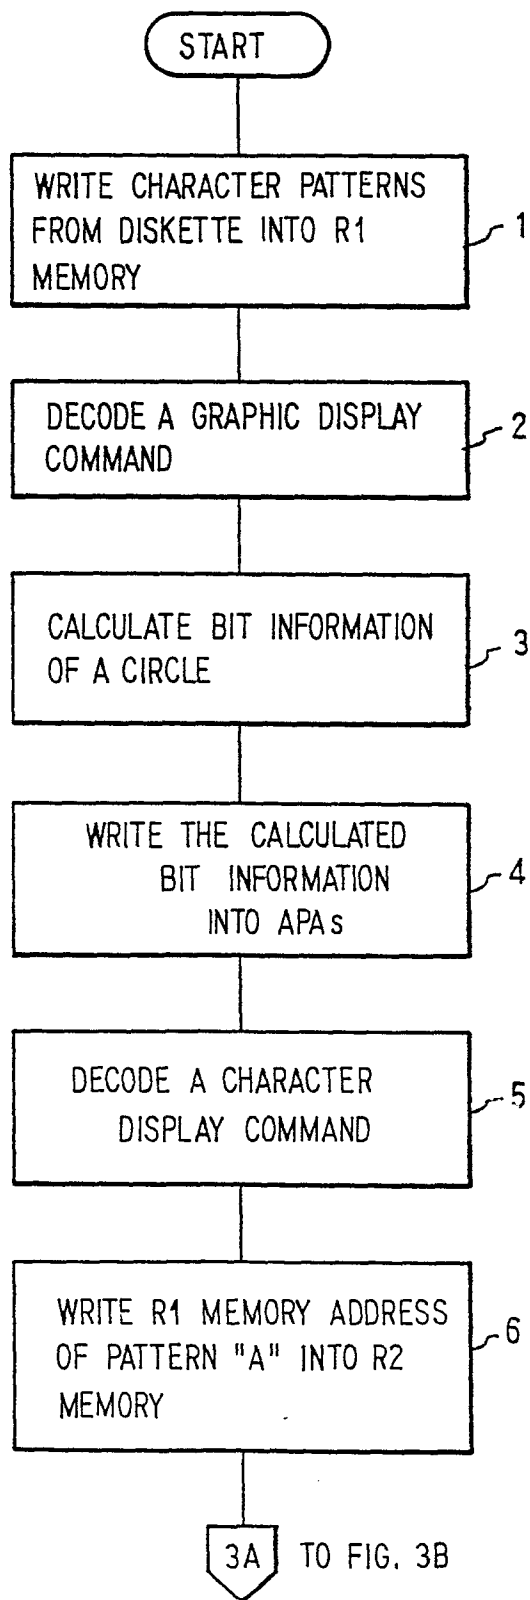 START
WRITE CHARACTER PATTERNS
FROM DISKETTE INTO R1
MEMORY
1
DECODE A GRAPHIC DISPLAY
COMMAND
2
CALCULATE BIT INFORMATION
OF A CIRCLE
3
WRITE THE CALCULATED
BIT INFORMATION
INTO APAs
4
DECODE A CHARACTER
DISPLAY COMMAND
5
WRITE R1 MEMORY ADDRESS
OF PATTERN "A" INTO R2
MEMORY
6
3A TO FIG. 3B